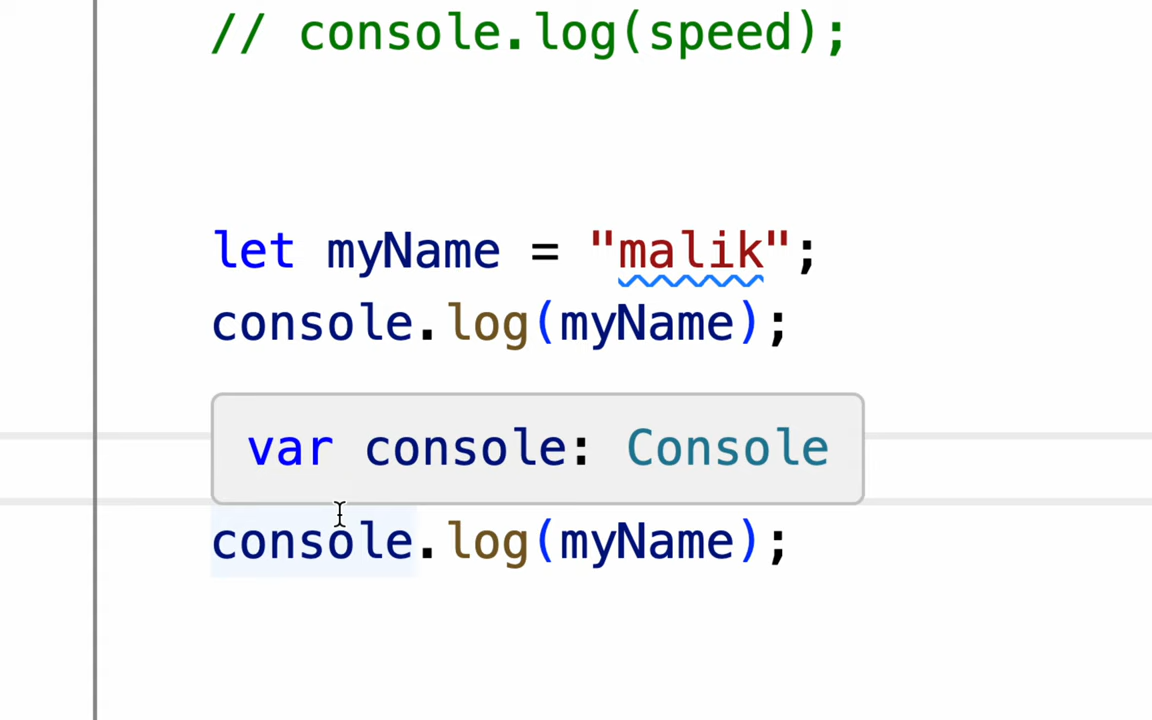 // console.log(speed);
let myName = "malik";
console.log(myName);
var console: Console
console.log(myName);